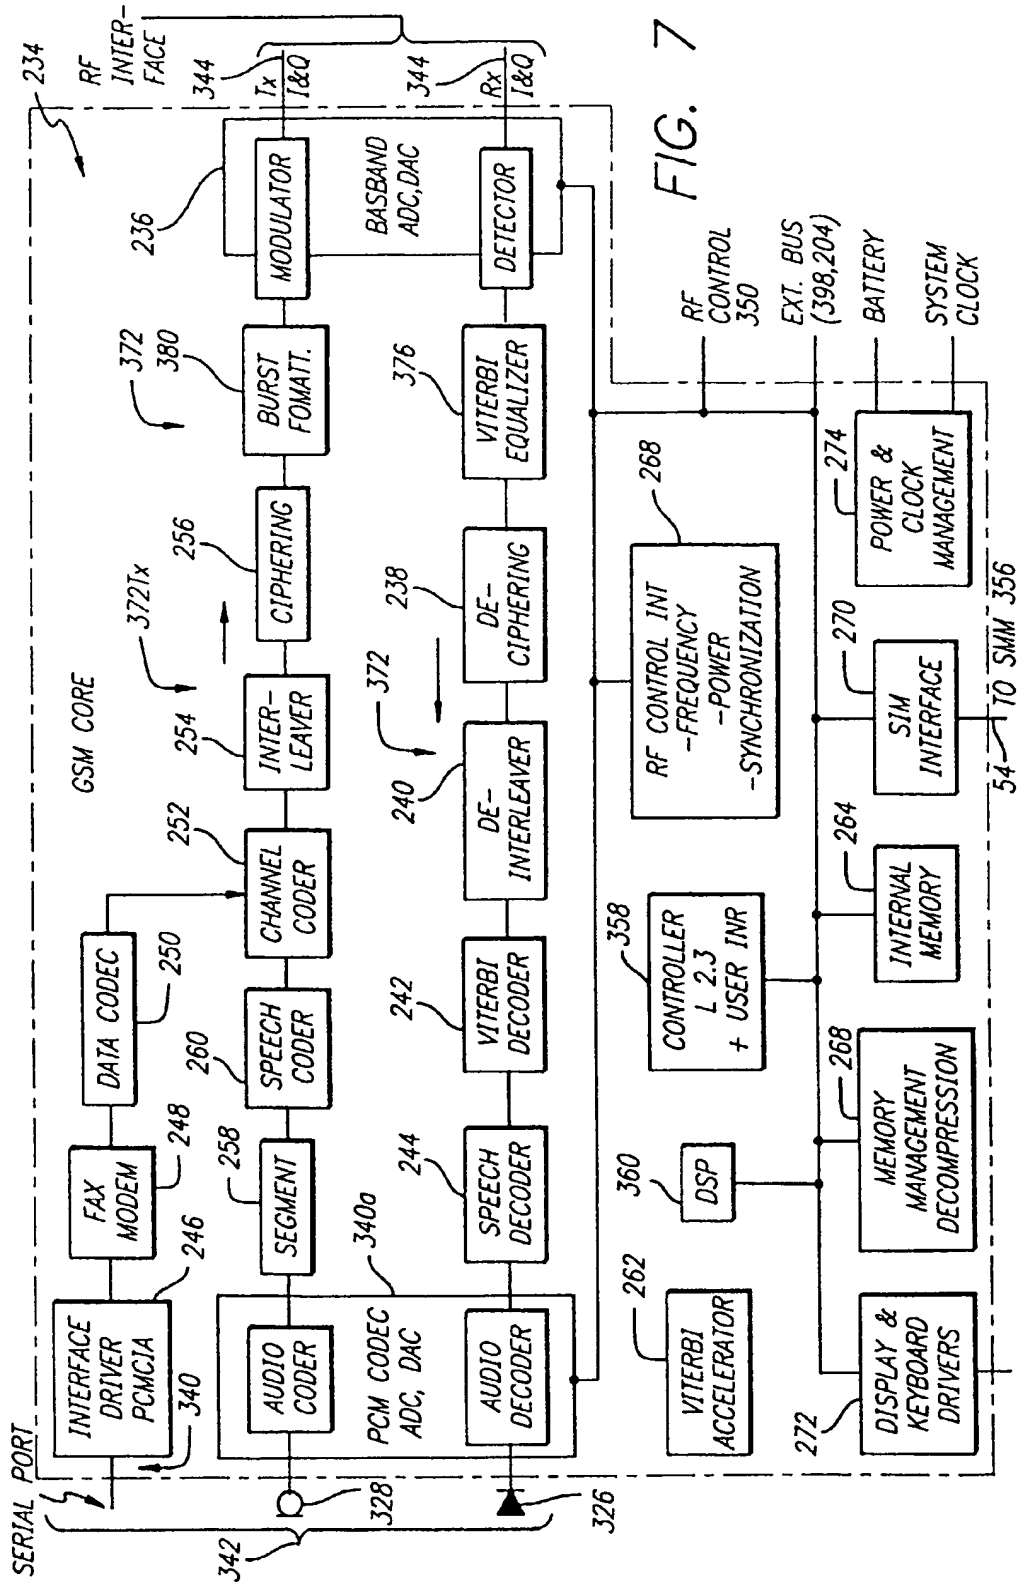 SERIAL PORT
342
INTERFACE
DRIVER
PCMCIA
340
246
FAX
MODEM
248
DATA CODEC
250
GSM CORE
234
RF
INTER-
FACE
328
AUDIO
CODER
PCM CODEC
ADC, DAC
340a
SEGMENT
258
SPEECH
CODER
260
CHANNEL
CODER
252
INTER-
LEAVER
254
372Tx
CIPHERING
256
BURST
FOMATT.
372
380
MODULATOR
236
BASBAND
ADC,DAC
344
Tx
I&Q
326
AUDIO
DECODER
SPEECH
DECODER
244
VITERBI
DECODER
242
DE-
INTERLEAVER
240
372
DE-
CIPHERING
238
VITERBI
EQUALIZER
376
DETECTOR
344
Rx
I&Q
VITERBI
ACCELERATOR
262
DSP
360
CONTROLLER
L 2.3
+ USER INR
358
RF CONTROL INT
-FREQUENCY
-POWER
-SYNCHRONIZATION
268
RF
CONTROL
350
EXT. BUS
(398,204)
BATTERY
SYSTEM
CLOCK
DISPLAY &
KEYBOARD
DRIVERS
272
MEMORY
MANAGEMENT
DECOMPRESSION
268
INTERNAL
MEMORY
264
SIM
INTERFACE
270
POWER &
CLOCK
MANAGEMENT
274
54
TO SMM 356
FIG. 7